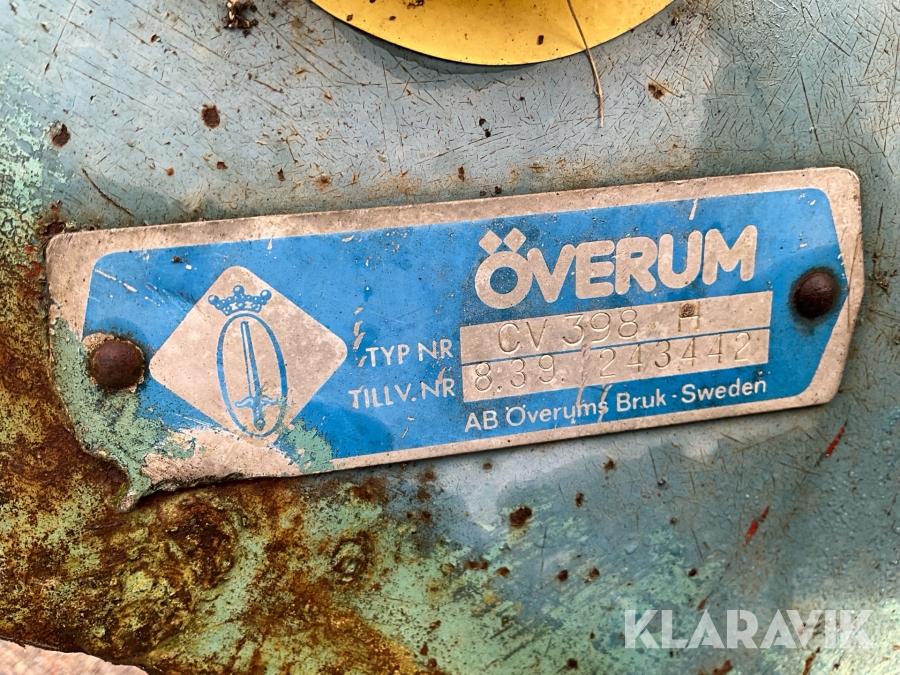 ÖVERUM
TYP NR CV 398 H
TILLV. NR 8.39. 243442
AB Överums Bruk - Sweden
KLARAVIK